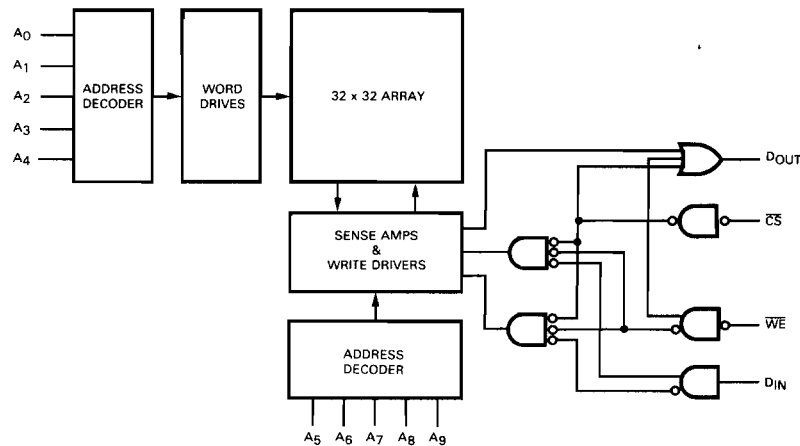 A0
A1
A2
A3
A4
ADDRESS
DECODER
WORD
DRIVES
32 x 32 ARRAY
SENSE AMPS
&
WRITE DRIVERS
ADDRESS
DECODER
A5 A6 A7 A8 A9
DOUT
CS
WE
DIN